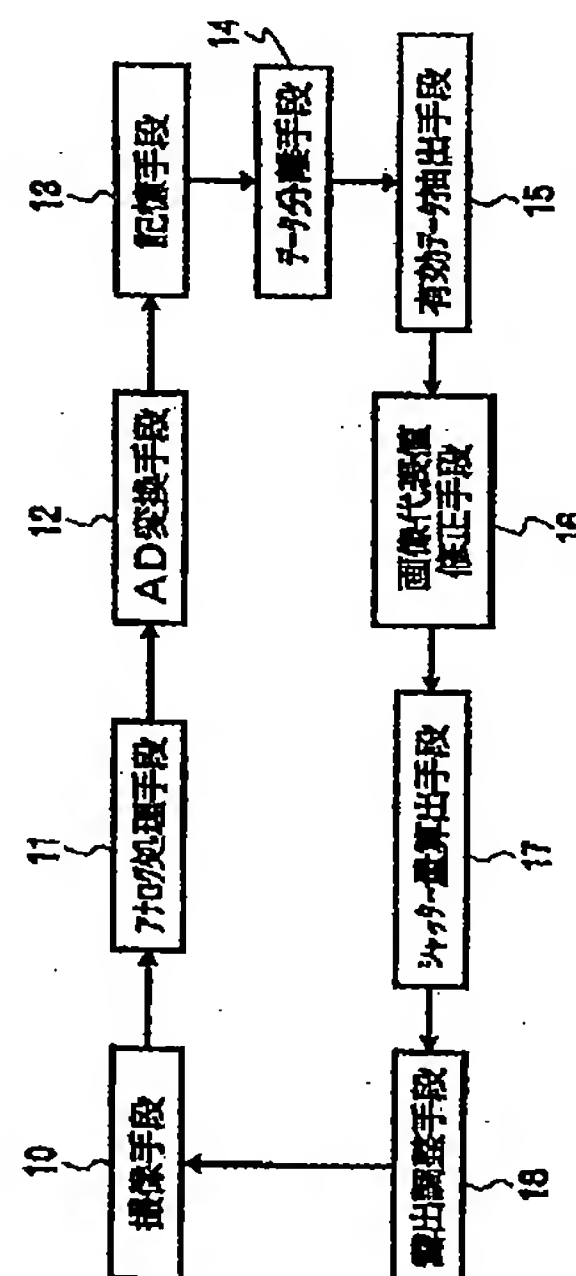 10
撮像手段
11
アナログ処理手段
12
AD変換手段
13
記憶手段
14
データ分離手段
15
有効データ抽出手段
16
画像代表値
修正手段
17
シャッター量算出手段
18
露出調整手段